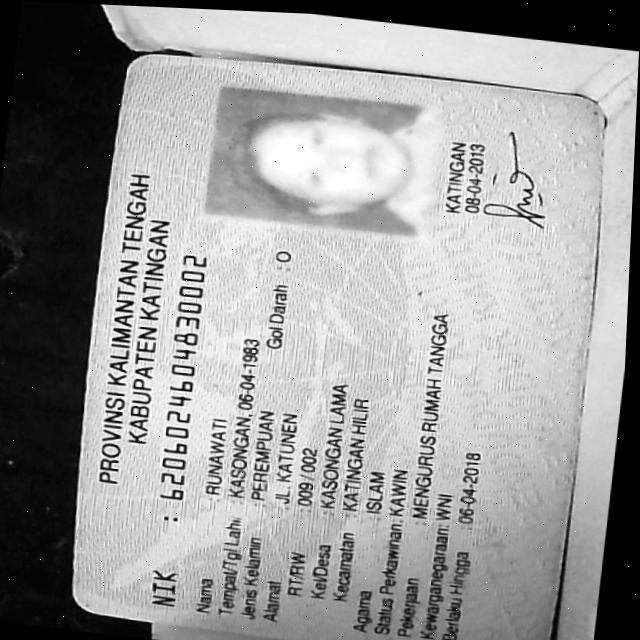 PROVINSI KALIMANTAN TENGAH
KABUPATEN KATINGAN
NIK : 6206024604830002
Nama : RUNAWATI
Tempat/Tgl Lahir : KASONGAN, 06-04-1983
Jenis Kelamin : PEREMPUAN Gol Darah : O
Alamat : JL. KATUNEN
RT/RW : 009 / 002
Kel/Desa : KASONGAN LAMA
Kecamatan : KATINGAN HILIR
Agama : ISLAM
Status Perkawinan: KAWIN
Pekerjaan : MENGURUS RUMAH TANGGA
Kewarganegaraan: WNI
Berlaku Hingga : 06-04-2018
KATINGAN
08-04-2013